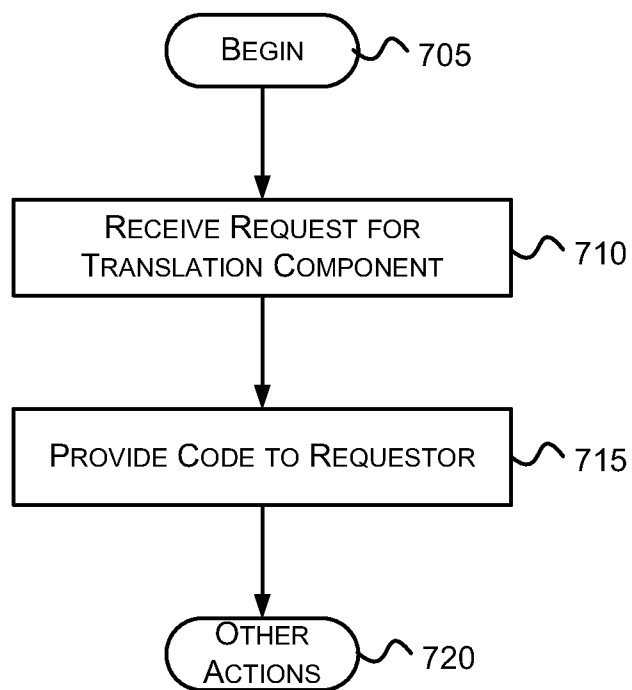 BEGIN
705
RECEIVE REQUEST FOR
TRANSLATION COMPONENT
710
PROVIDE CODE TO REQUESTOR
715
OTHER
ACTIONS
720